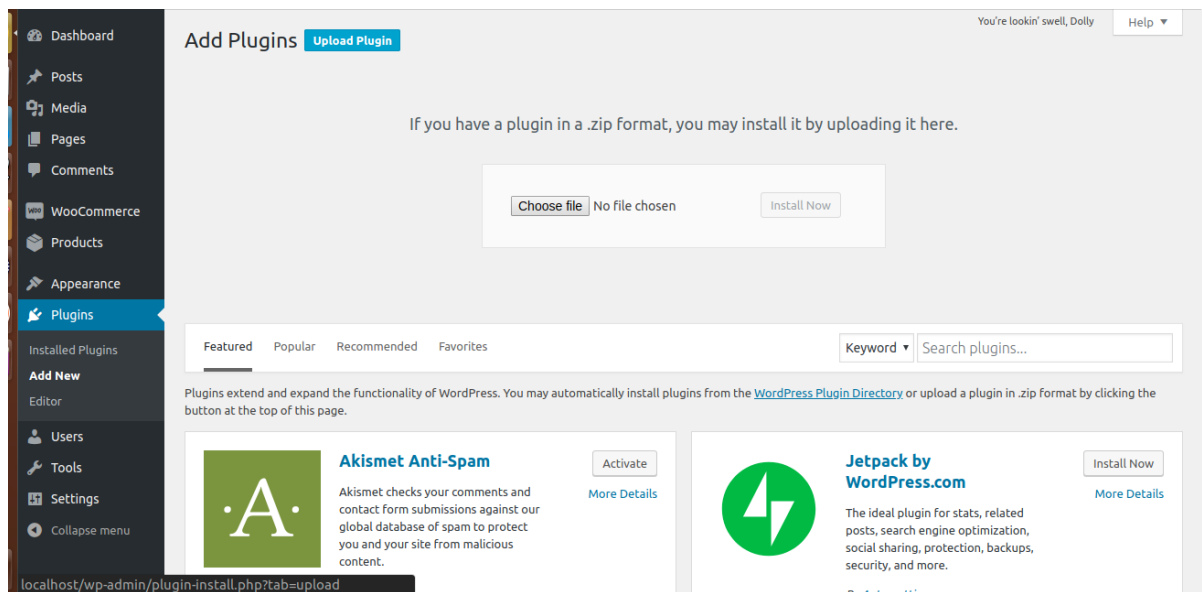 You're lookin' swell, Dolly
Help ▼
Dashboard
Posts
Media
Pages
Comments
WOO
WooCommerce
Products
Appearance
Plugins
Installed Plugins
Add New
Editor
Users
Tools
Settings
Collapse menu
Add Plugins Upload Plugin
If you have a plugin in a .zip format, you may install it by uploading it here.
Choose file No file chosen
Install Now
Featured Popular Recommended Favorites
Keyword ▾ Search plugins...
Plugins extend and expand the functionality of WordPress. You may automatically install plugins from the WordPress Plugin Directory or upload a plugin in .zip format by clicking the
button at the top of this page.
·A·
Akismet Anti-Spam
Activate
More Details
Akismet checks your comments and
contact form submissions against our
global database of spam to protect
you and your site from malicious
content.
Jetpack by
WordPress.com
Install Now
More Details
The ideal plugin for stats, related
posts, search engine optimization,
social sharing, protection, backups,
security, and more.
localhost/wp-admin/plugin-install.php?tab=upload